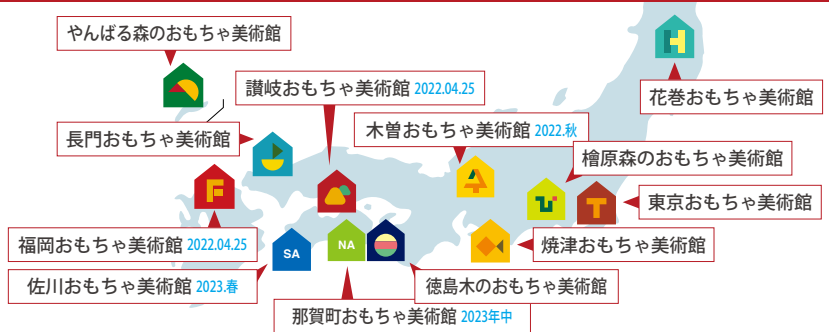 やんばる森のおもちゃ美術館
讃岐おもちゃ美術館 2022.04.25
花巻おもちゃ美術館
長門おもちゃ美術館
木曽おもちゃ美術館 2022.秋
檜原森のおもちゃ美術館
東京おもちゃ美術館
福岡おもちゃ美術館 2022.04.25
焼津おもちゃ美術館
佐川おもちゃ美術館 2023.春
徳島木のおもちゃ美術館
那賀町おもちゃ美術館 2023年中
H
F
T
SA
NA